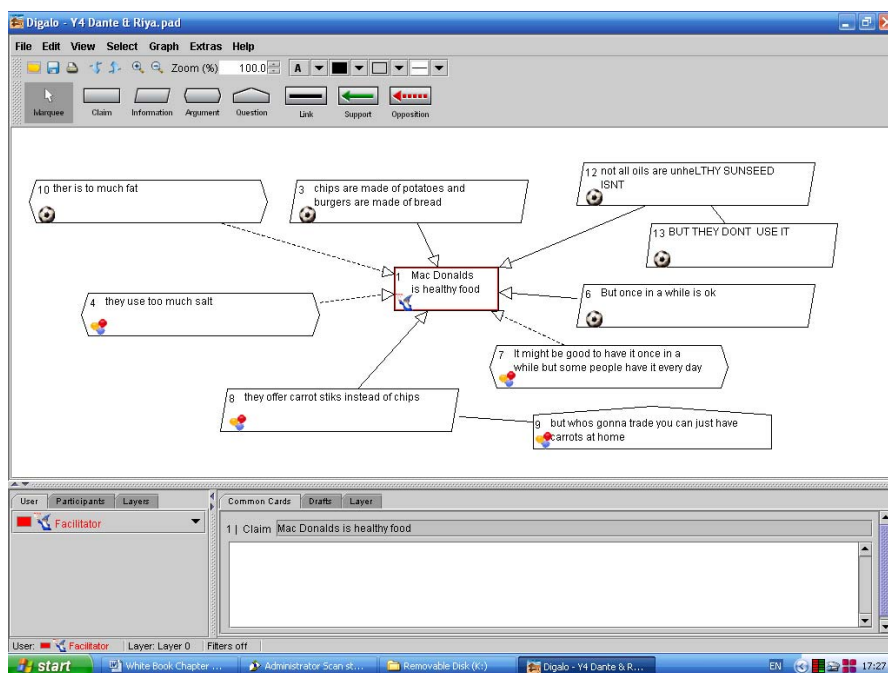 Digalo - Y4 Dante & Riya.pad
File Edit View Select Graph Extras Help
Zoom (%) 100.0 A
Marquee Claim Information Argument Question Link Support Opposition
10 ther is to much fat
3 chips are made of potatoes and
burgers are made of bread
12 not all oils are unheLTHY SUNSEED
ISNT
13 BUT THEY DONT USE IT
1 Mac Donalds
is healthy food
4 they use too much salt
6 But once in a while is ok
7 It might be good to have it once in a
while but some people have it every day
8 they offer carrot stiks instead of chips
9 but whos gonna trade you can just have
carrots at home
User Participants Layers
Facilitator
Common Cards Drafts Layer
1 | Claim Mac Donalds is healthy food
User: Facilitator Layer: Layer 0 Filters off
start White Book Chapter ... Administrator Scan st... Removable Disk (K:) Digalo - Y4 Dante & R... EN 17:27